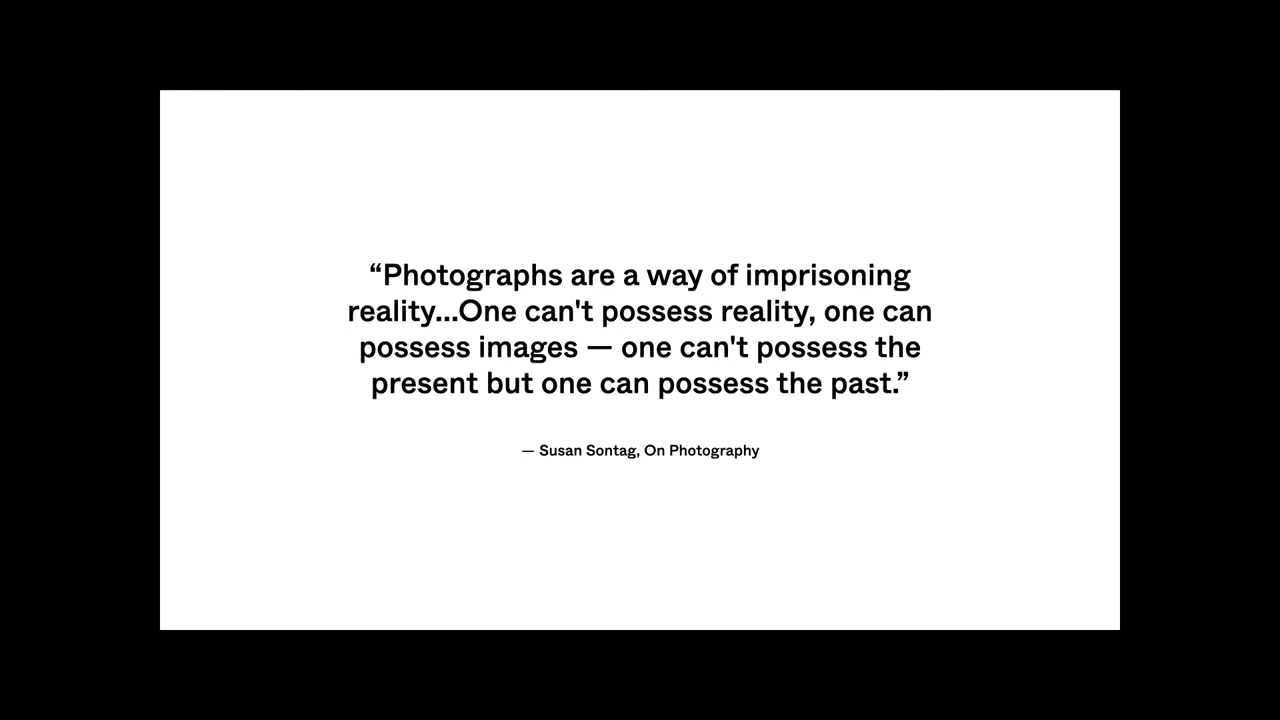 “Photographs are a way of imprisoning
reality...One can't possess reality, one can
possess images — one can't possess the
present but one can possess the past.”
— Susan Sontag, On Photography